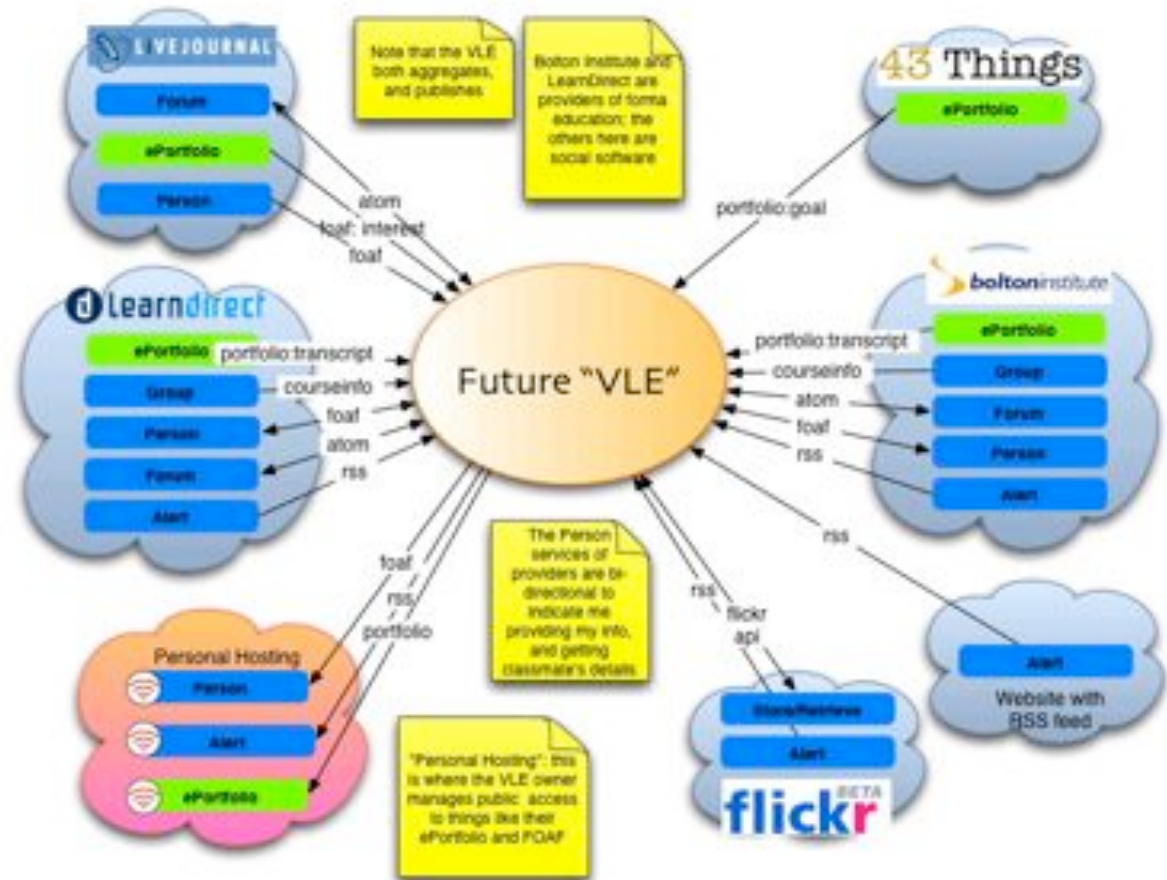 LIVEJOURNAL
Forum
ePortfolio
Person
Note that the VLE
both aggregates,
and publishes
Bolton Institute and
LearnDirect are
providers of forma
education; the
others here are
social software
43 Things
ePortfolio
atom
foaf: interest
foaf
portfolio:goal
learndirect
ePortfolio
Group
Person
Forum
Alert
portfolio:transcript
courseinfo
foaf
atom
rss
Future "VLE"
boltoninstitute
ePortfolio
Group
Forum
Person
Alert
portfolio:transcript
courseinfo
atom
foaf
rss
foaf
rss
portfolio
The Person
services of
providers are bi-
directional to
indicate me
providing my info,
and getting
classmate's details
rss
flickr
api
rss
Personal Hosting
Person
Alert
ePortfolio
"Personal Hosting": this
is where the VLE owner
manages public access
to things like their
ePortfolio and FOAF
Store/Retrieve
Alert
flickr
BETA
Alert
Website with
RSS feed